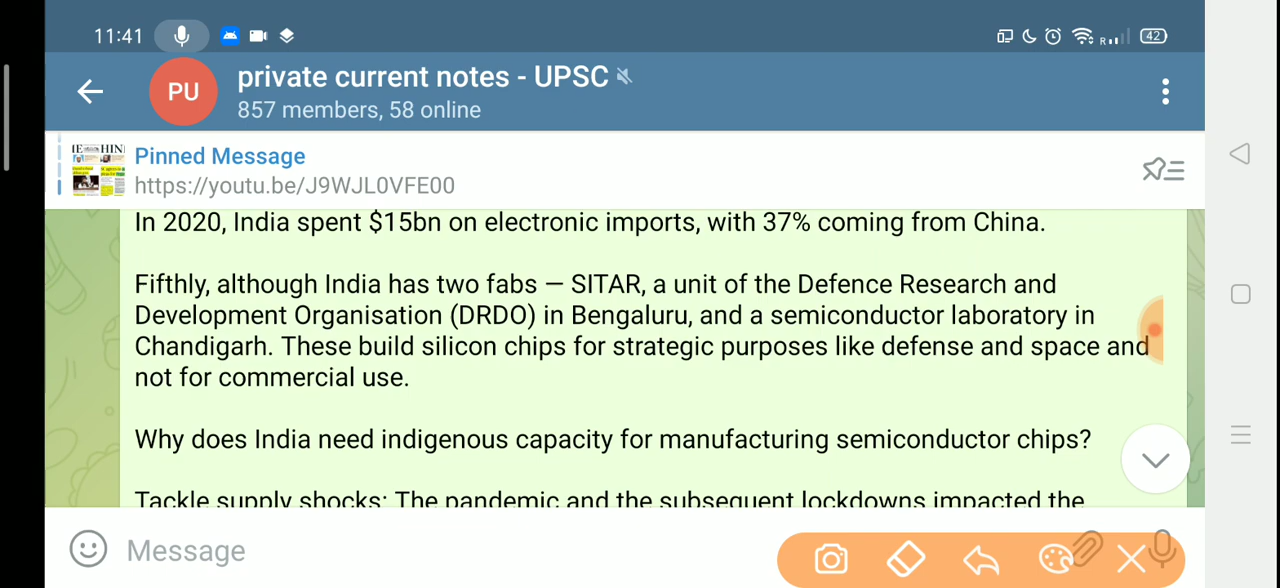 11:41
R
42
PU
private current notes - UPSC
857 members, 58 online
Pinned Message
https://youtu.be/J9WJL0VFE00
In 2020, India spent $15bn on electronic imports, with 37% coming from China.
Fifthly, although India has two fabs — SITAR, a unit of the Defence Research and
Development Organisation (DRDO) in Bengaluru, and a semiconductor laboratory in
Chandigarh. These build silicon chips for strategic purposes like defense and space and
not for commercial use.
Why does India need indigenous capacity for manufacturing semiconductor chips?
Tackle supply shocks: The pandemic and the subsequent lockdowns impacted the
Message